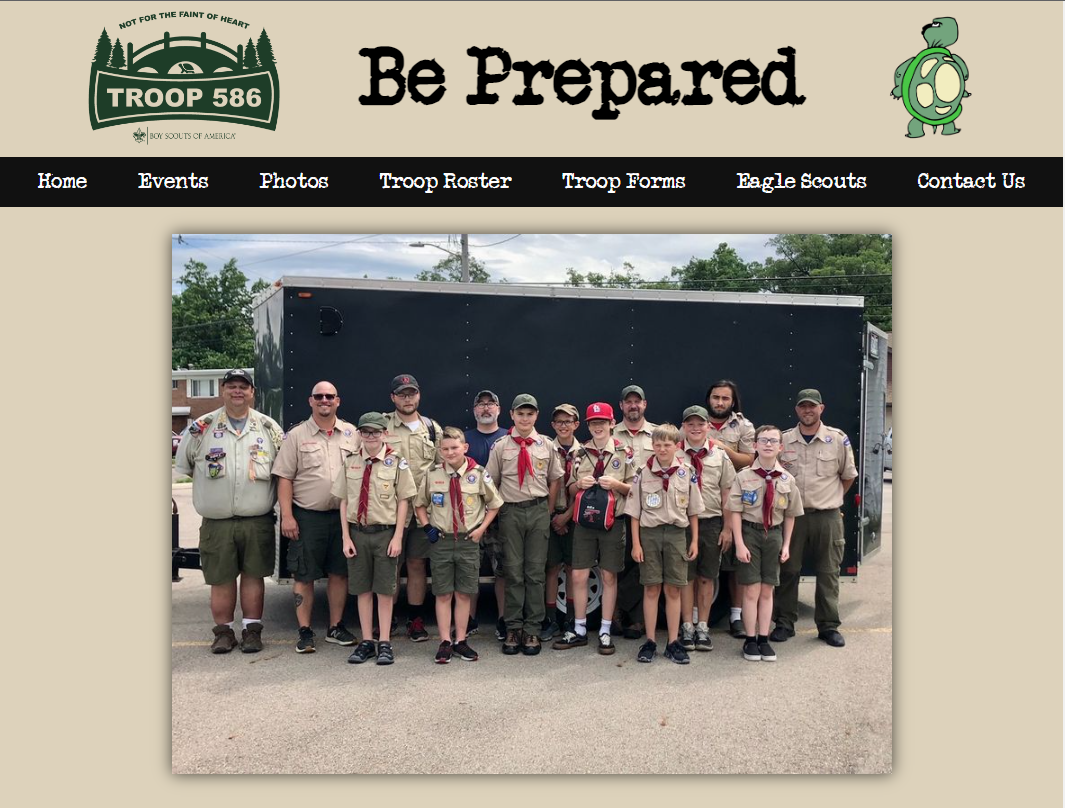 NOT FOR THE FAINT OF HEART
TROOP 586
BOY SCOUTS OF AMERICA
Be Prepared
Home Events Photos Troop Roster Troop Forms Eagle Scouts Contact Us